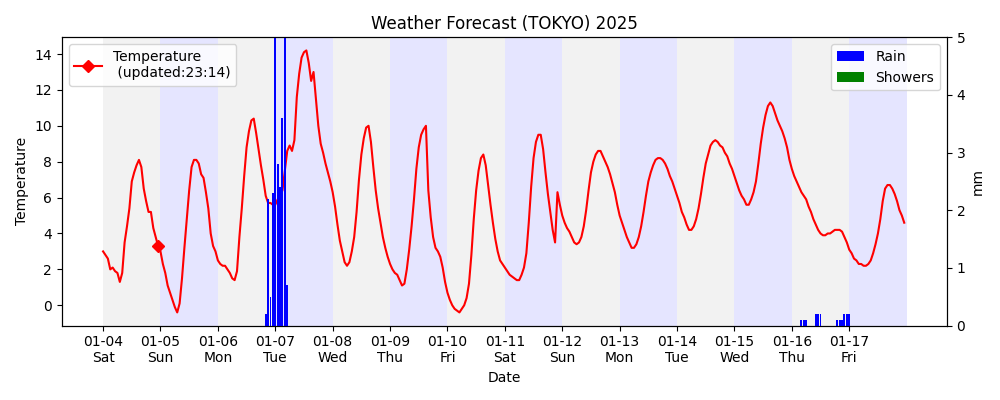 Weather Forecast (TOKYO) 2025
Temperature
(updated:23:14)
Rain
Showers
Temperature
14
12
10
8
6
4
2
0
5
4
3
2
1
0
mm
01-04 01-05 01-06 01-07 01-08 01-09 01-10 01-11 01-12 01-13 01-14 01-15 01-16 01-17
Sat Sun Mon Tue Wed Thu Fri Sat Sun Mon Tue Wed Thu Fri
Date